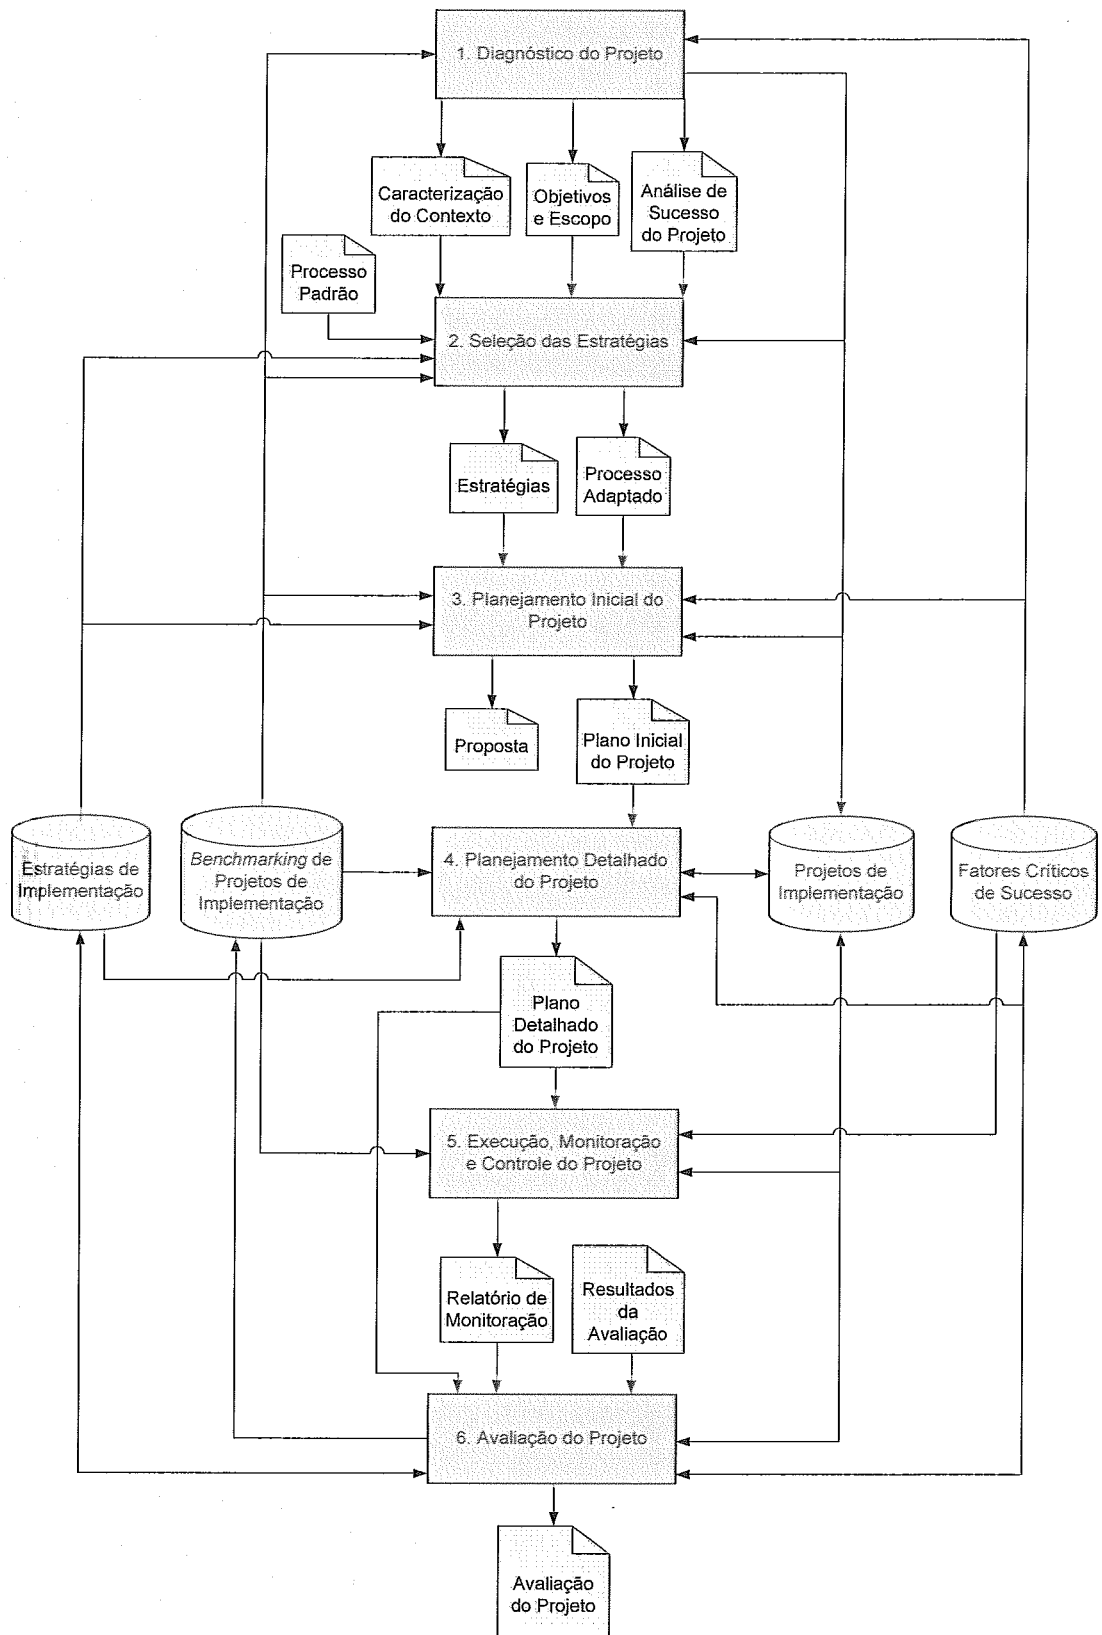 1. Diagnóstico do Projeto
Caracterização
do Contexto
Objetivos
e Escopo
Análise de
Sucesso
do Projeto
Processo
Padrão
2. Seleção das Estratégias
Estratégias
Processo
Adaptado
3. Planejamento Inicial do
Projeto
Proposta
Plano Inicial
do Projeto
Estratégias de
Implementação
Benchmarking de
Projetos de
Implementação
4. Planejamento Detalhado
do Projeto
Projetos de
Implementação
Fatores Críticos
de Sucesso
Plano
Detalhado
do Projeto
5. Execução, Monitoração
e Controle do Projeto
Relatório de
Monitoração
Resultados
da
Avaliação
6. Avaliação do Projeto
Avaliação
do Projeto